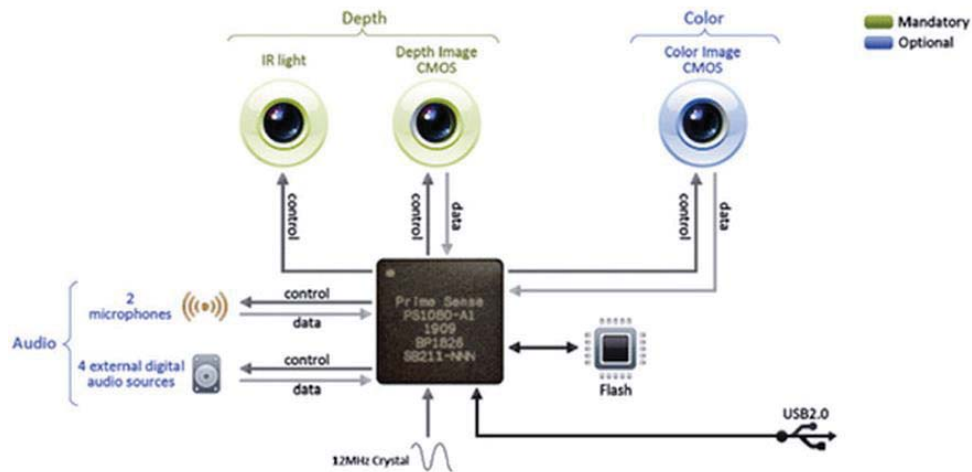 Depth
Color
Mandatory
Optional
IR light
Depth Image
CMOS
Color Image
CMOS
control
control
data
control
data
Prime Sense
PS1080-A1
1909
BP1826
SB211-NNN
Audio
2
microphones
control
data
4 external digital
audio sources
control
data
Flash
USB2.0
12MHz Crystal